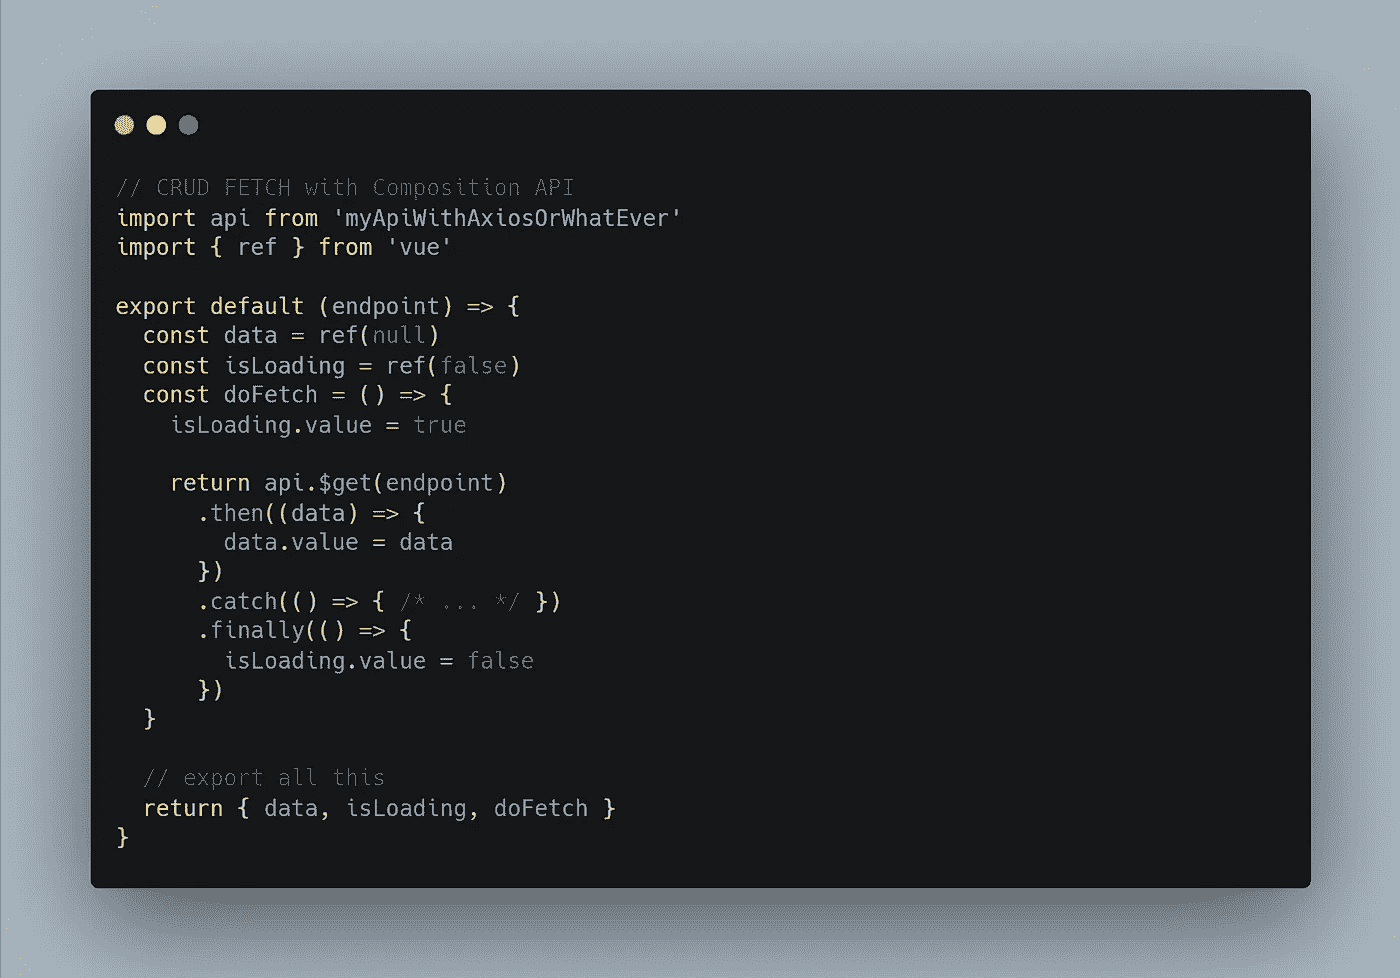 // CRUD FETCH with Composition API
import api from 'myApiWithAxiosOrWhatEver'
import { ref } from 'vue'

export default (endpoint) => {
  const data = ref(null)
  const isLoading = ref(false)
  const doFetch = () => {
    isLoading.value = true

    return api.$get(endpoint)
      .then((data) => {
        data.value = data
      })
      .catch(() => { /* ... */ })
      .finally(() => {
        isLoading.value = false
      })
  }

  // export all this
  return { data, isLoading, doFetch }
}